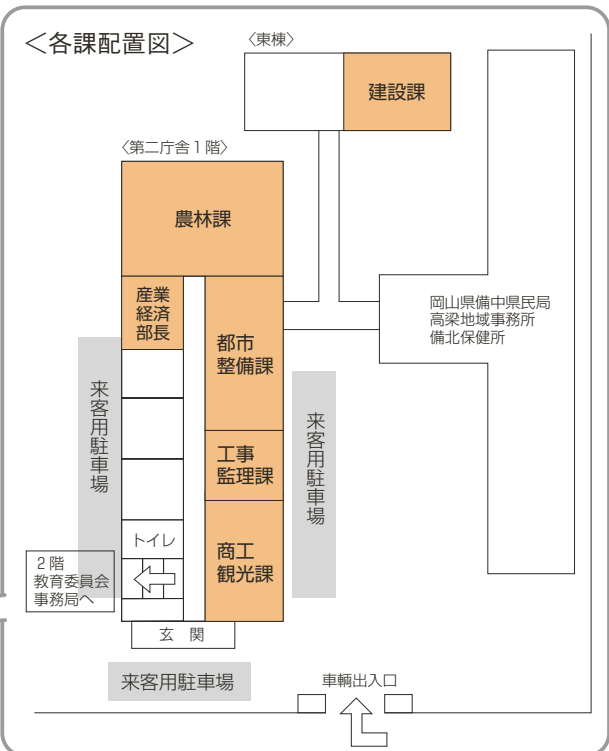 ＜各課配置図＞
〈東棟〉
建設課
〈第二庁舎１階〉
農林課
産業
経済
部長
都市
整備課
岡山県備中県民局
高梁地域事務所
備北保健所
来客用駐車場
来客用駐車場
工事
監理課
トイレ
商工
観光課
２階
教育委員会
事務局へ
玄　関
来客用駐車場
車輌出入口